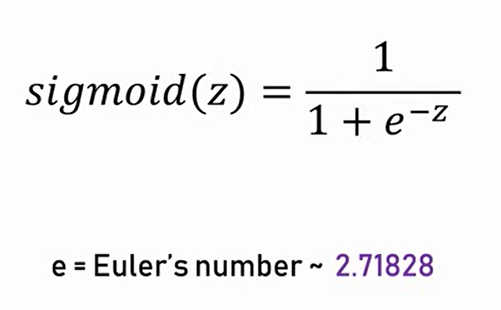 sigmoid(z) = 1 / (1 + e^{-z})
e = Euler's number ~ 2.71828